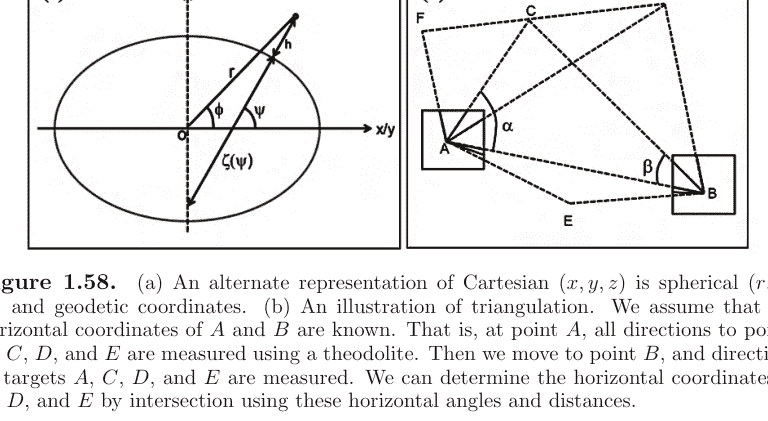 F
C
h
r
ϕ
ψ
α
O
x/y
A
ζ(ψ)
β
B
E
gure 1.58. (a) An alternate representation of Cartesian (x, y, z) is spherical (r,
and geodetic coordinates. (b) An illustration of triangulation. We assume that
rizontal coordinates of A and B are known. That is, at point A, all directions to po
C, D, and E are measured using a theodolite. Then we move to point B, and directi
targets A, C, D, and E are measured. We can determine the horizontal coordinates
D, and E by intersection using these horizontal angles and distances.